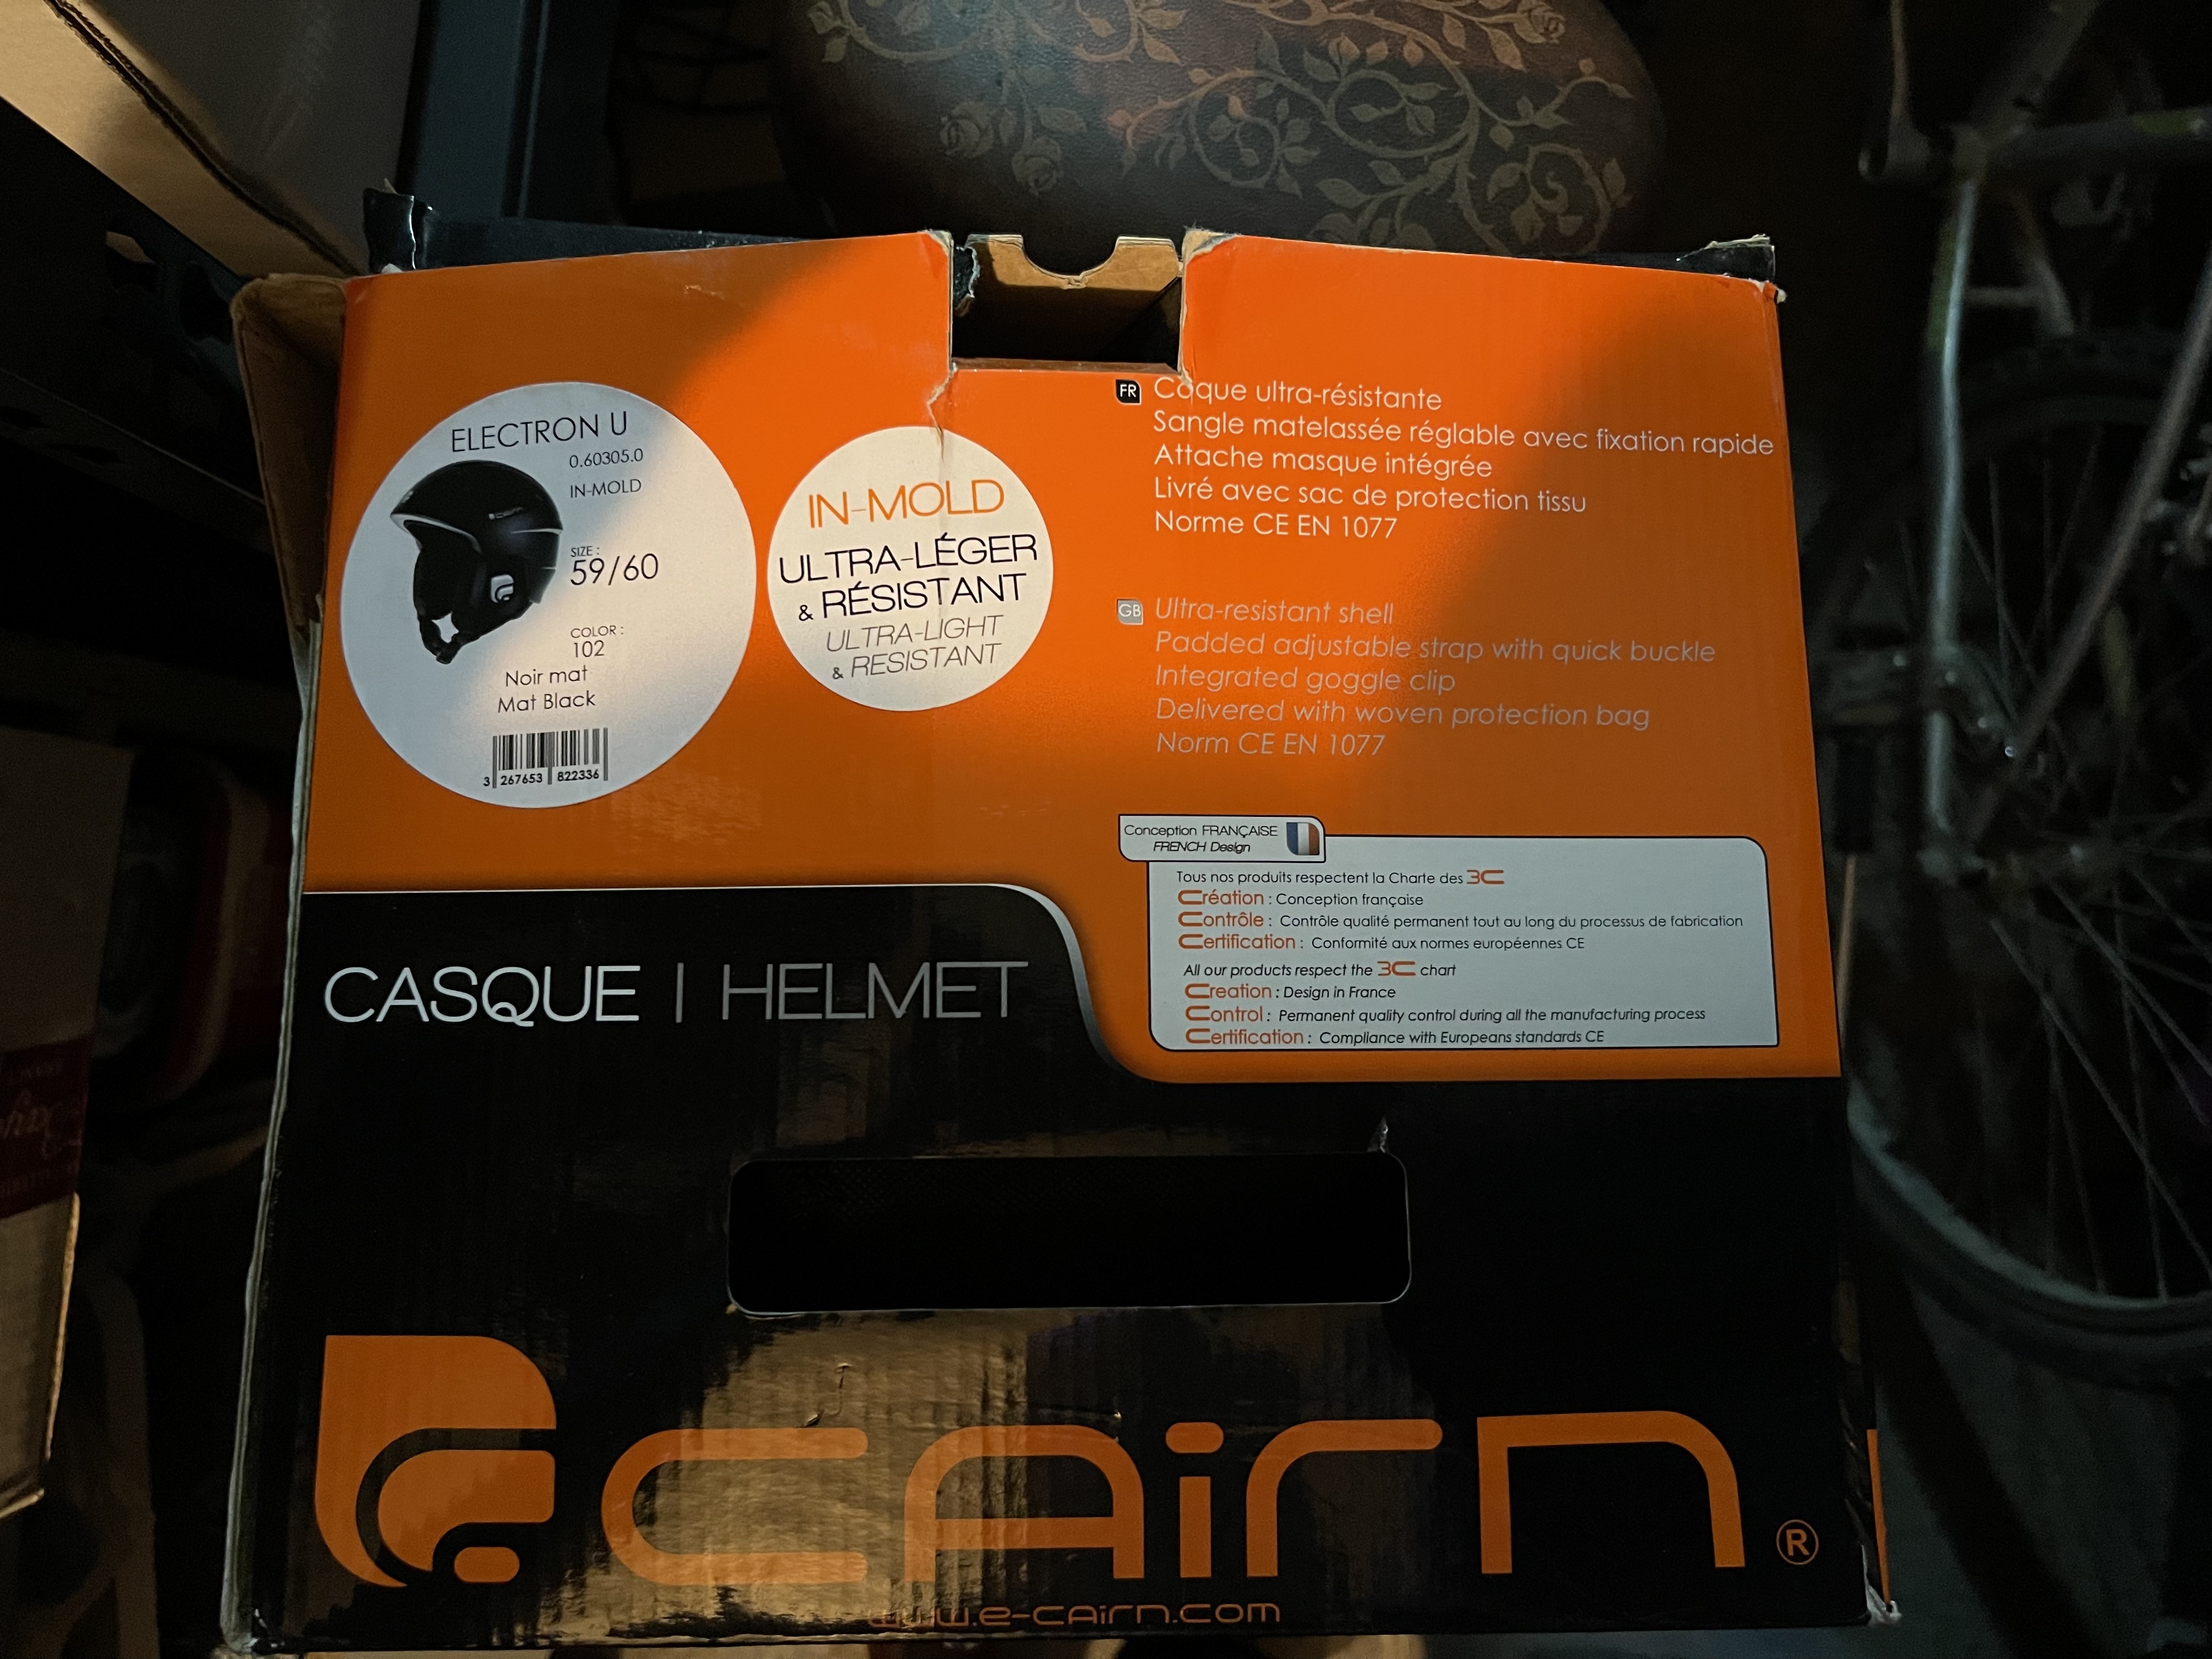 ELECTRON U
0.60305.0
IN-MOLD
SIZE :
59/60
COLOR :
102
Noir mat
Mat Black
3 267653 822336
IN-MOLD
ULTRA-LÉGER
& RÉSISTANT
ULTRA-LIGHT
& RESISTANT
FR Coque ultra-résistante
Sangle matelassée réglable avec fixation rapide
Attache masque intégrée
Livré avec sac de protection tissu
Norme CE EN 1077
GB Ultra-resistant shell
Padded adjustable strap with quick buckle
Integrated goggle clip
Delivered with woven protection bag
Norm CE EN 1077
Conception FRANÇAISE
FRENCH Design
Tous nos produits respectent la Charte des 3C
Création : Conception française
Contrôle : Contrôle qualité permanent tout au long du processus de fabrication
Certification : Conformité aux normes européennes CE
All our products respect the 3C chart
Creation : Design in France
Control : Permanent quality control during all the manufacturing process
Certification : Compliance with Europeans standards CE
CASQUE | HELMET
CAirn ®
www.e-cairn.com